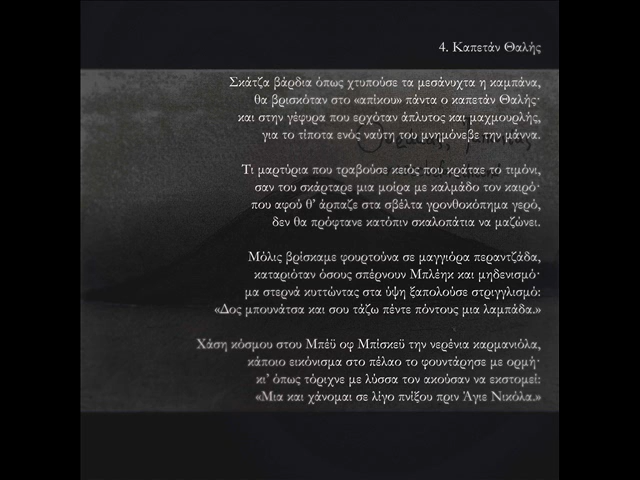 4. Καπετάν Θαλής
Σκάτζα βάρδια όπως χτυπούσε τα μεσάνυχτα η καμπάνα,
θα βρισκόταν στο «απίκου» πάντα ο καπετάν Θαλής·
και στην γέφυρα που ερχόταν άπλυτος και μαχμουρλής,
για το τίποτα ενός ναύτη του μνημόνεβε την μάννα.
Τι μαρτύρια που τραβούσε κειός που κράταε το τιμόνι,
σαν του σκάρταρε μια μοίρα με καλμάδο τον καιρό·
που αφού θ’ άρπαζε στα σβέλτα γρονθοκόπημα γερό,
δεν θα πρόφτανε κατόπιν σκαλοπάτια να μαζώνει.
Μόλις βρίσκαμε φουρτούνα σε μαγγιόρα περαντζάδα,
καταριόταν όσους σπέρνουν Μπλέηκ και μηδενισμό·
μα στερνά κυττώντας στα ύψη ξαπολούσε στριγγλισμό:
«Δος μπουνάτσα και σου τάζω πέντε πόντους μια λαμπάδα.»
Χάση κόσμου στου Μπέϋ οφ Μπίσκεϋ την νερένια καρμανιόλα,
κάποιο εικόνισμα στο πέλαο το φουντάρησε με ορμή·
κι’ όπως τόριχνε με λύσσα τον ακούσαν να εκστομεί:
«Μια και χάνομαι σε λίγο πνίξου πριν Άγιε Νικόλα.»